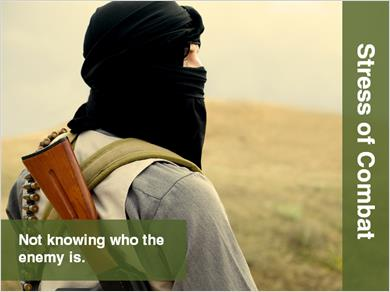 Stress of Combat
Not knowing who the
enemy is.